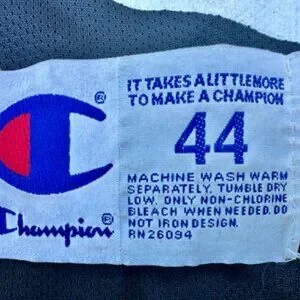 IT TAKES A LITTLE MORE
TO MAKE A CHAMPION
44
MACHINE WASH WARM
SEPARATELY. TUMBLE DRY
LOW. ONLY NON-CHLORINE
BLEACH WHEN NEEDED. DO
NOT IRON DESIGN.
RN26094
®
Champion®